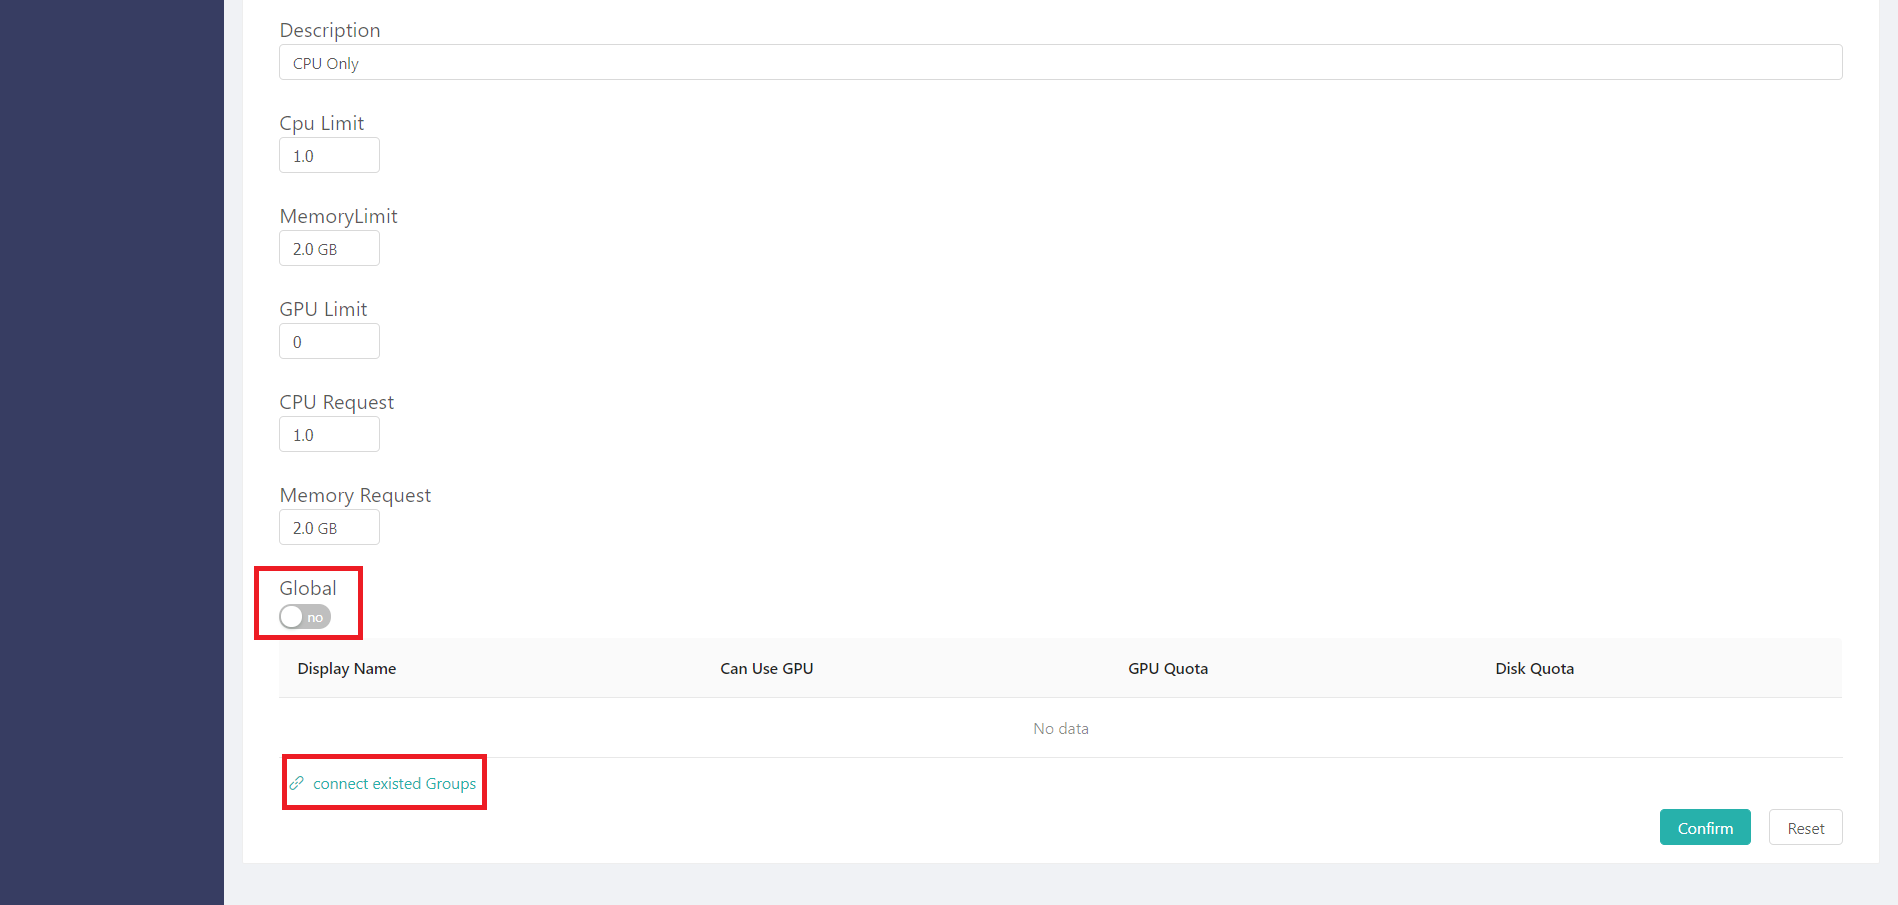 Description
CPU Only
Cpu Limit
1.0
MemoryLimit
2.0 GB
GPU Limit
0
CPU Request
1.0
Memory Request
2.0 GB
Global
no
Display Name Can Use GPU GPU Quota Disk Quota
No data
connect existed Groups
Confirm Reset